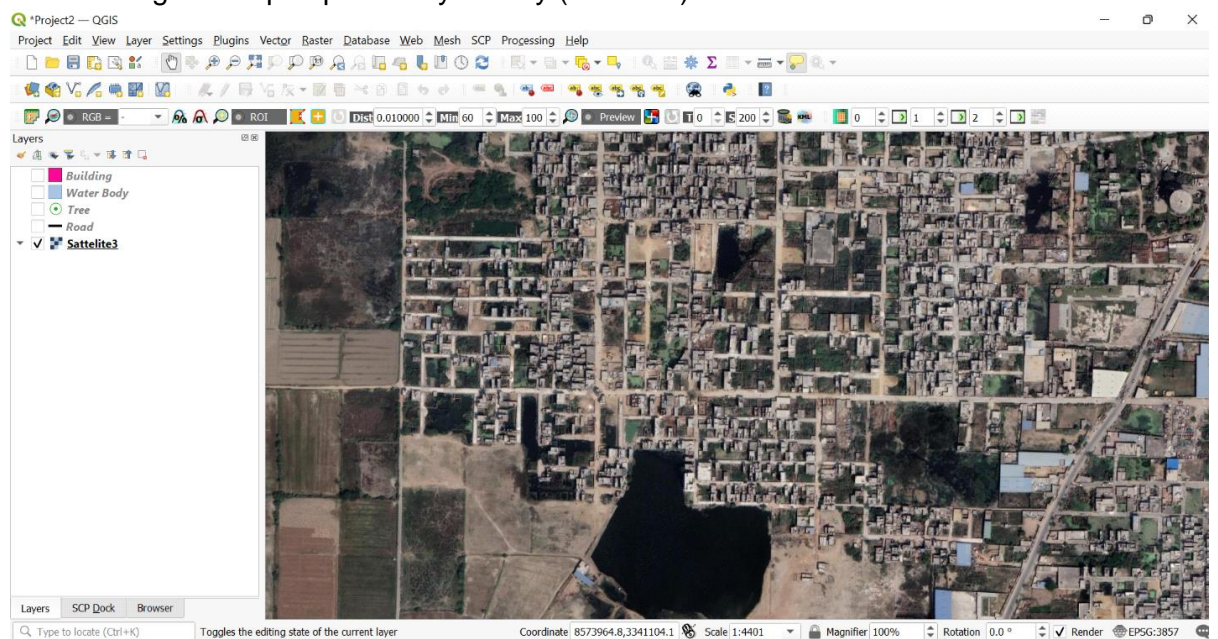 *Project2 — QGIS
Project Edit View Layer Settings Plugins Vector Raster Database Web Mesh SCP Processing Help
RGB = - ROI Dist 0.010000 Min 60 Max 100 Preview T 0 S 200 KML 0 1 2
Layers
Building
Water Body
Tree
Road
Sattelite3
Layers SCP Dock Browser
Type to locate (Ctrl+K) Toggles the editing state of the current layer Coordinate 8573964.8,3341104.1 Scale 1:4401 Magnifier 100% Rotation 0.0 ° Render EPSG:3857